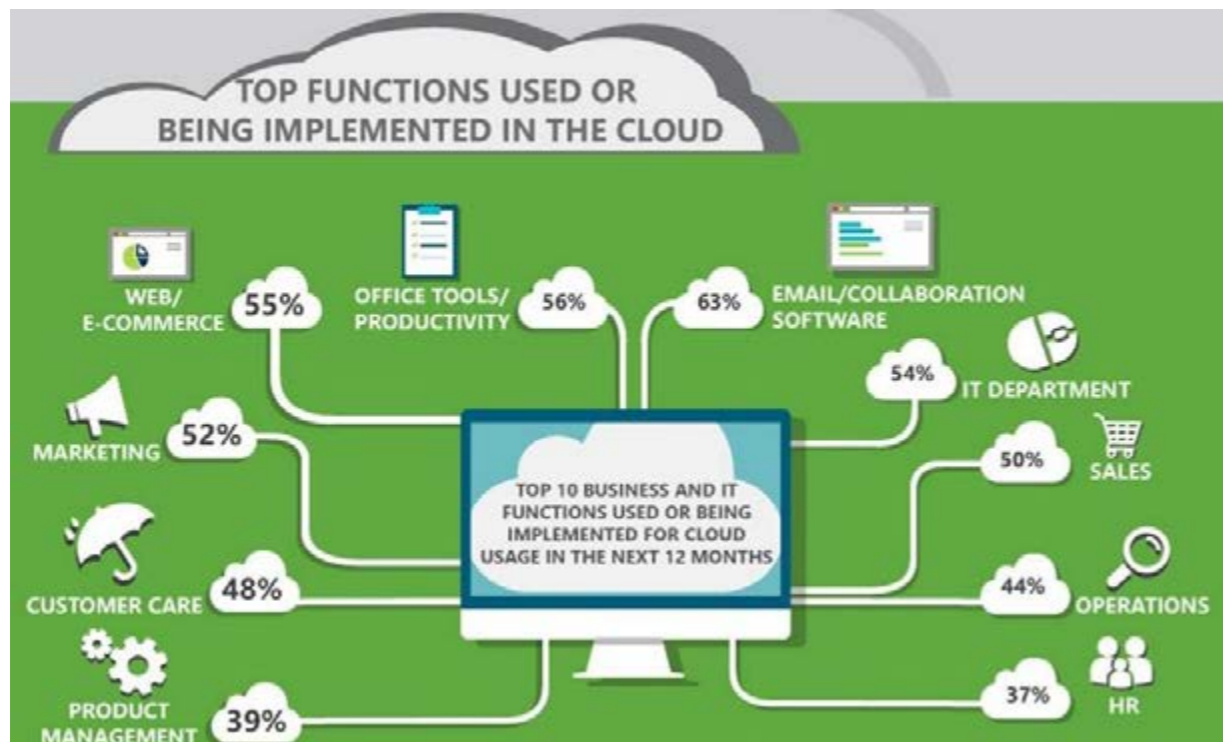 TOP FUNCTIONS USED OR
BEING IMPLEMENTED IN THE CLOUD
WEB/
E-COMMERCE
55%
OFFICE TOOLS/
PRODUCTIVITY
56%
63%
EMAIL/COLLABORATION
SOFTWARE
54%
IT DEPARTMENT
MARKETING
52%
50%
SALES
TOP 10 BUSINESS AND IT
FUNCTIONS USED OR BEING
IMPLEMENTED FOR CLOUD
USAGE IN THE NEXT 12 MONTHS
CUSTOMER CARE
48%
44%
OPERATIONS
PRODUCT
MANAGEMENT
39%
37%
HR